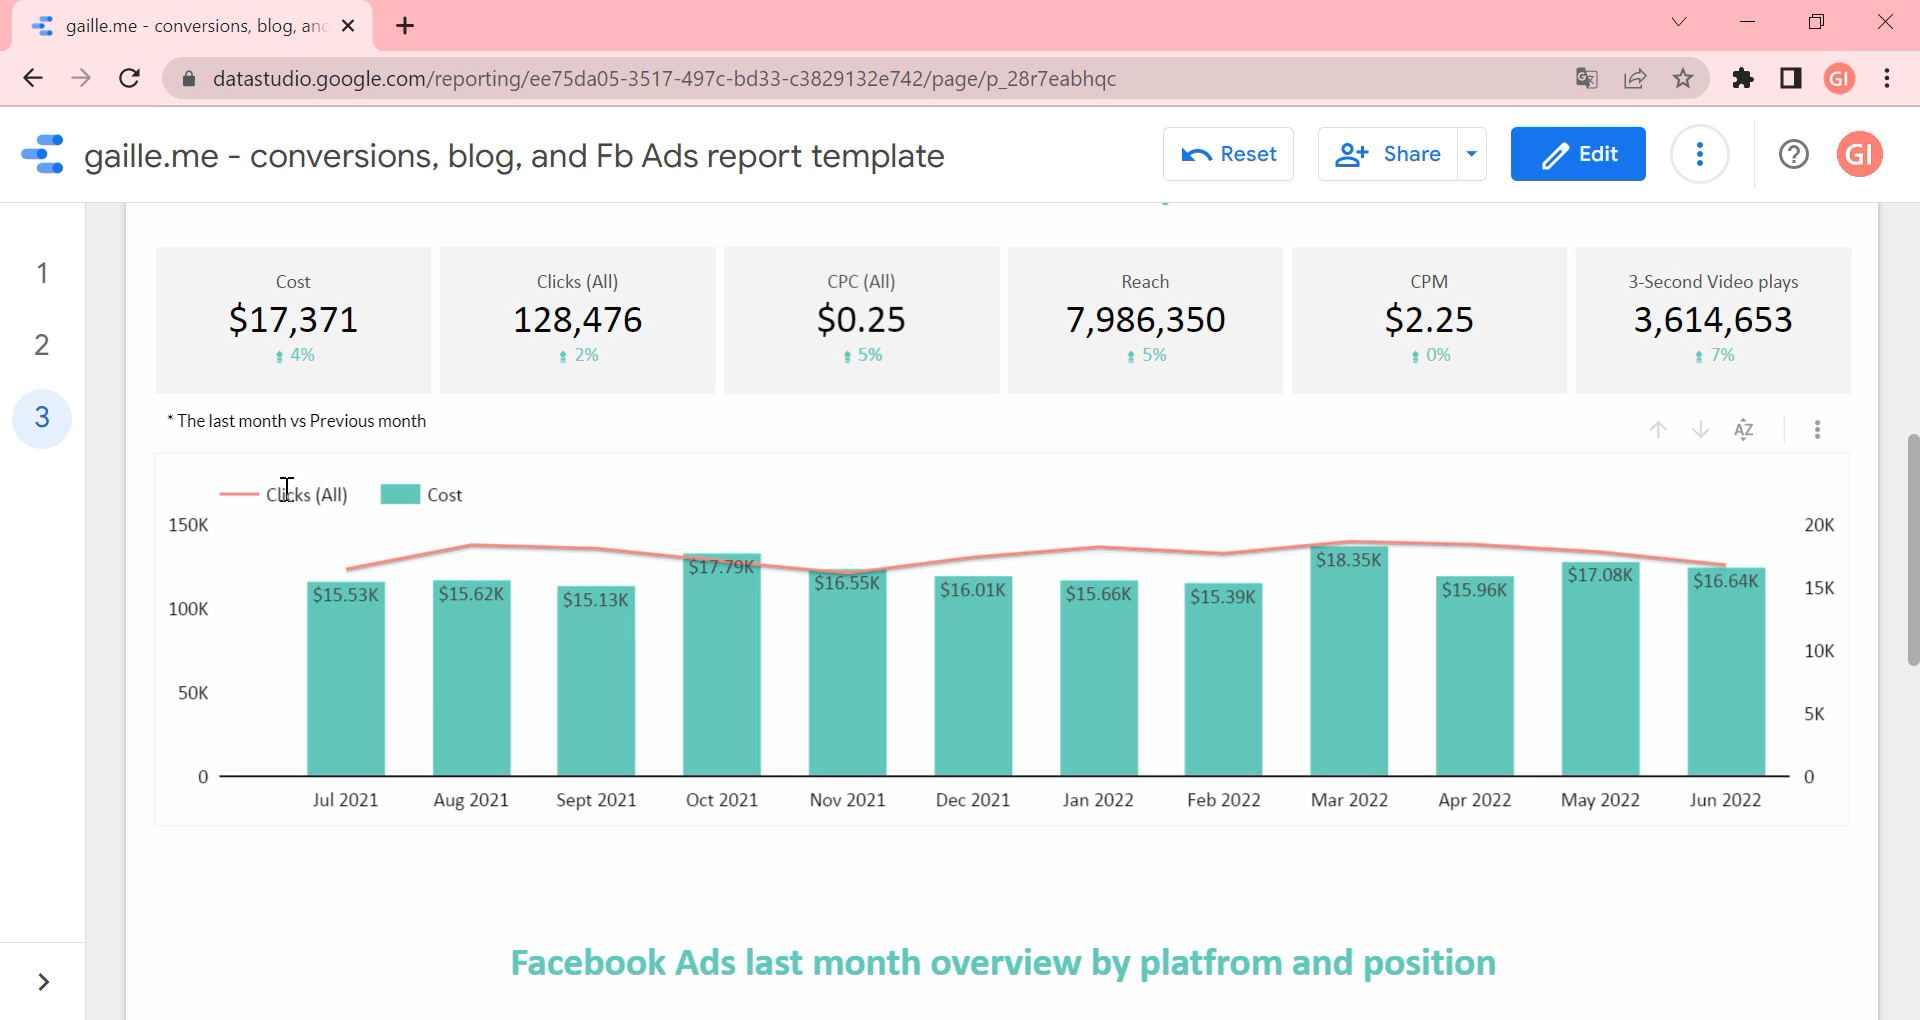 gaille.me - conversions, blog, and
datastudio.google.com/reporting/ee75da05-3517-497c-bd33-c3829132e742/page/p_28r7eabhqc
GI
gaille.me - conversions, blog, and Fb Ads report template
Reset
Share
Edit
GI
1
2
3
Cost
$17,371
4%
Clicks (All)
128,476
2%
CPC (All)
$0.25
5%
Reach
7,986,350
5%
CPM
$2.25
0%
3-Second Video plays
3,614,653
7%
* The last month vs Previous month
AZ
Clicks (All) Cost
150K
100K
50K
0
20K
15K
10K
5K
0
$15.53K
$15.62K
$15.13K
$17.79K
$16.55K
$16.01K
$15.66K
$15.39K
$18.35K
$15.96K
$17.08K
$16.64K
Jul 2021 Aug 2021 Sept 2021 Oct 2021 Nov 2021 Dec 2021 Jan 2022 Feb 2022 Mar 2022 Apr 2022 May 2022 Jun 2022
Facebook Ads last month overview by platfrom and position